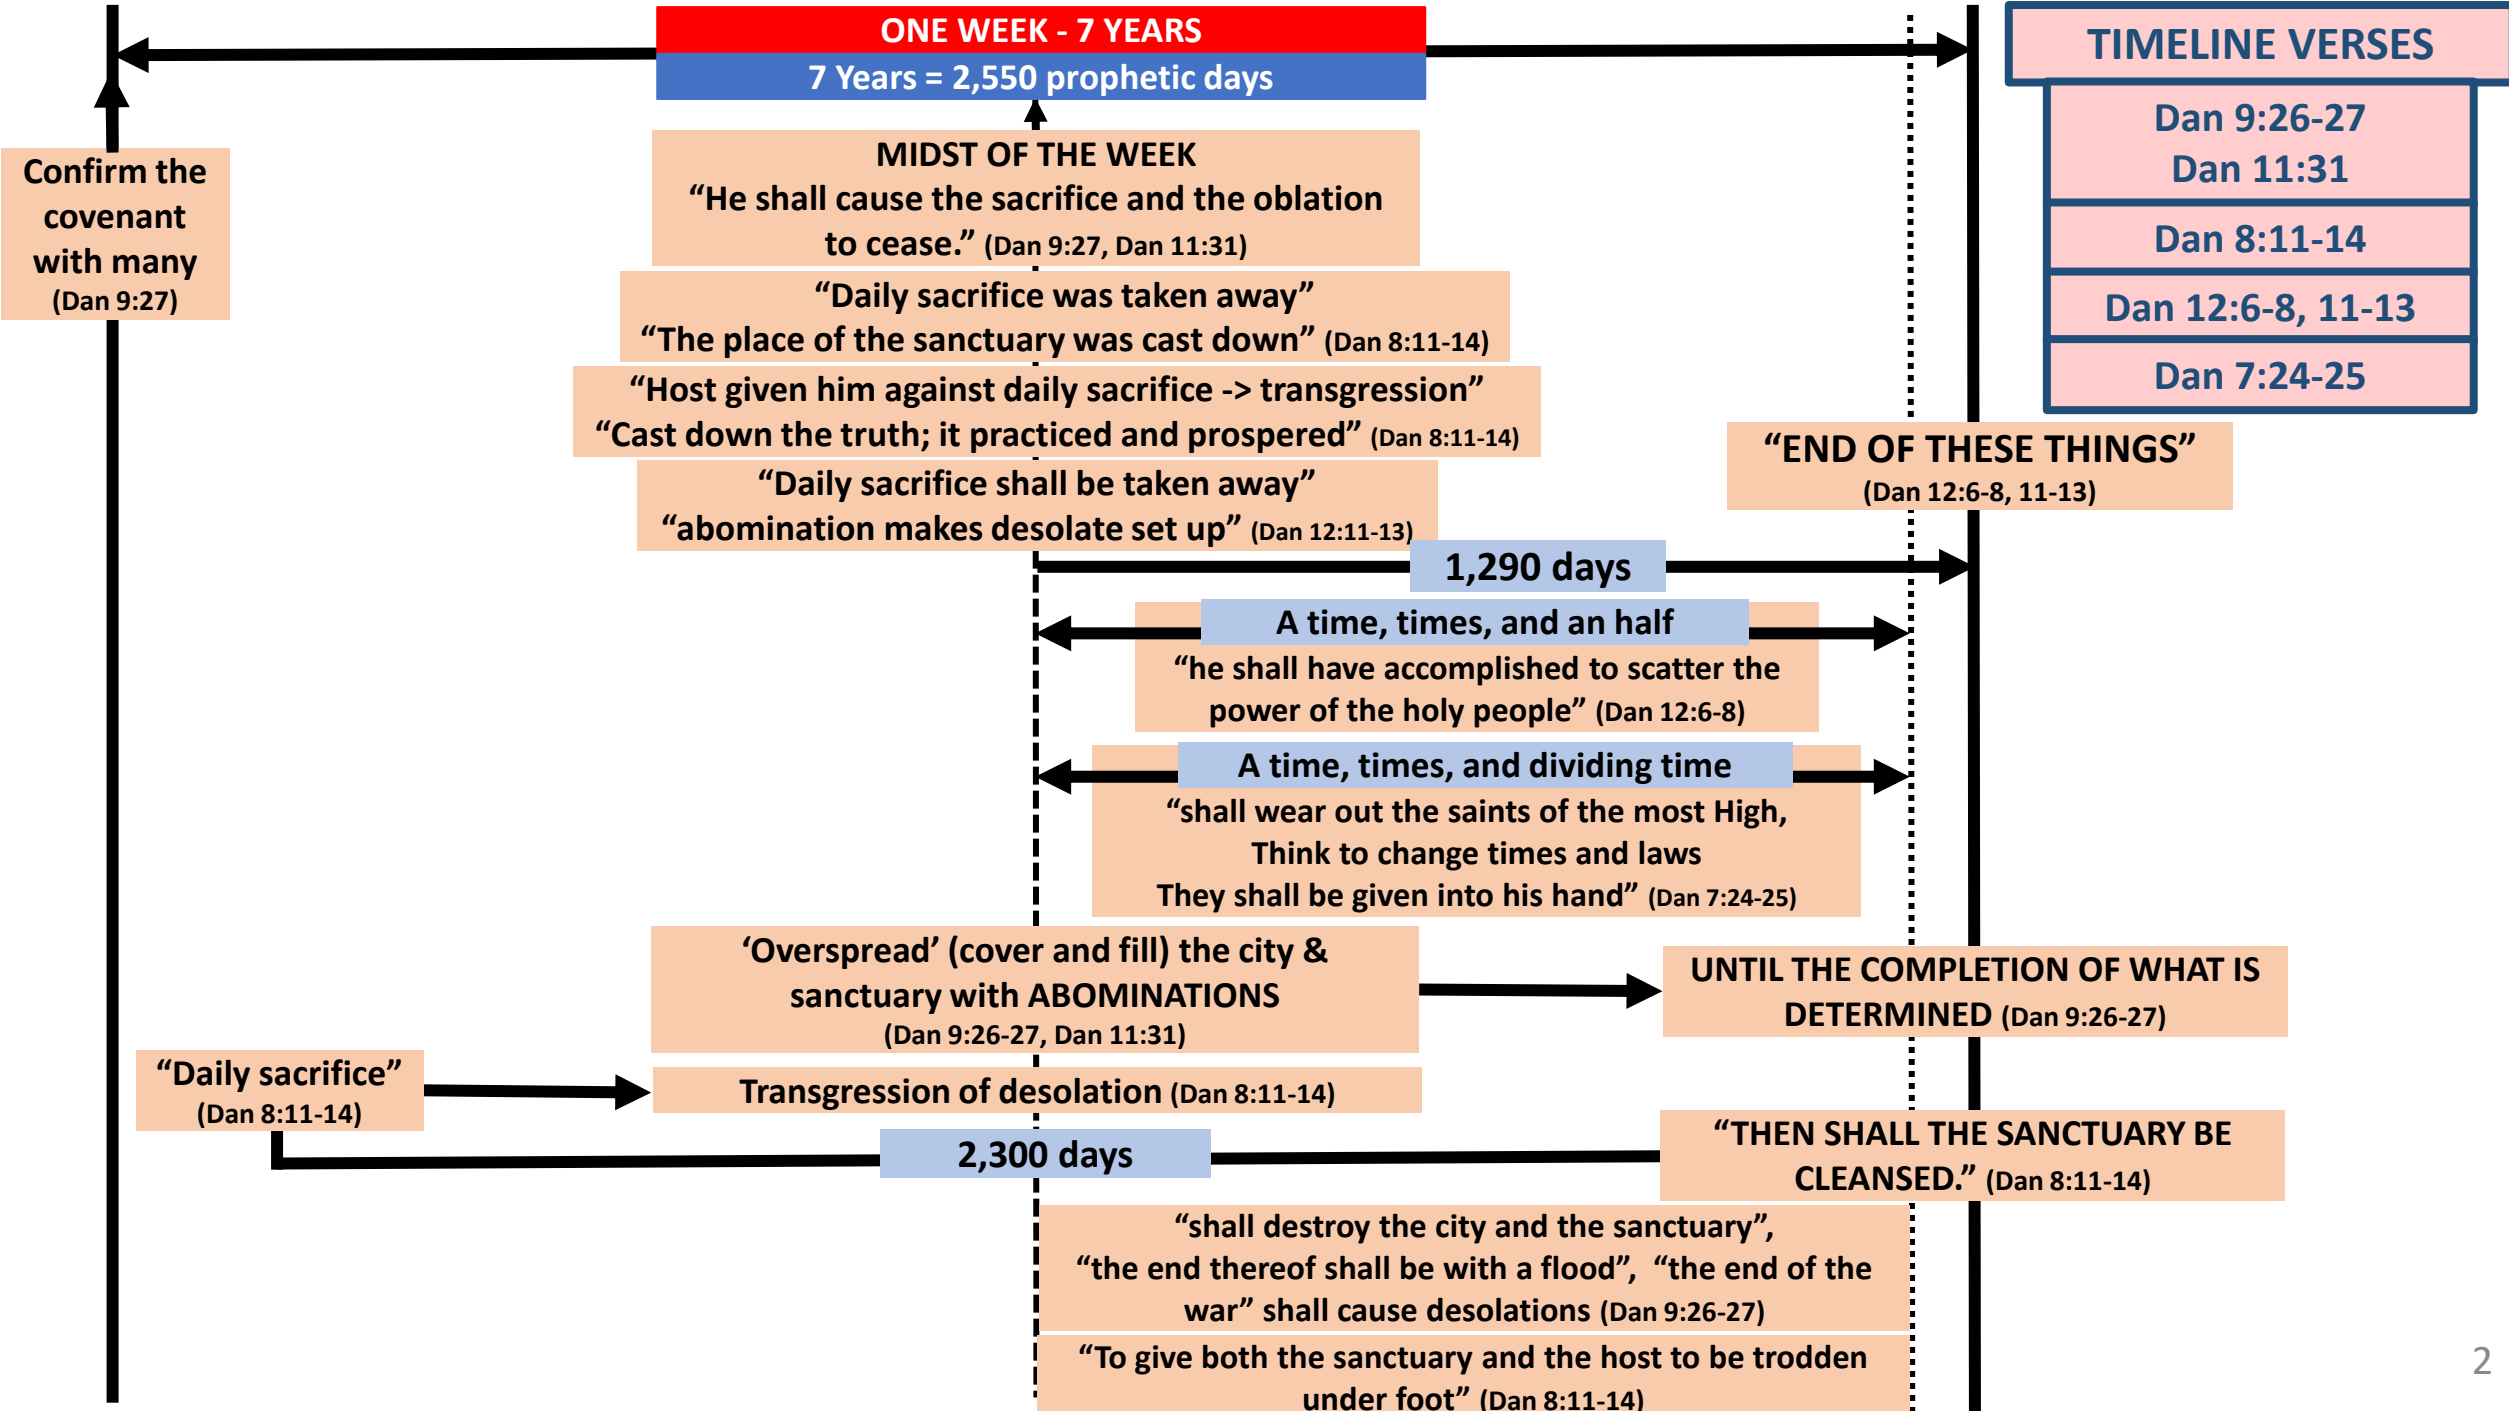 ONE WEEK - 7 YEARS
7 Years = 2,550 prophetic days
TIMELINE VERSES
Dan 9:26-27
Dan 11:31
Dan 8:11-14
Dan 12:6-8, 11-13
Dan 7:24-25
Confirm the
covenant
with many
(Dan 9:27)
MIDST OF THE WEEK
“He shall cause the sacrifice and the oblation
to cease.” (Dan 9:27, Dan 11:31)
“Daily sacrifice was taken away”
“The place of the sanctuary was cast down” (Dan 8:11-14)
“Host given him against daily sacrifice -> transgression”
“Cast down the truth; it practiced and prospered” (Dan 8:11-14)
“Daily sacrifice shall be taken away”
“abomination makes desolate set up” (Dan 12:11-13)
“END OF THESE THINGS”
(Dan 12:6-8, 11-13)
1,290 days
A time, times, and an half
“he shall have accomplished to scatter the
power of the holy people” (Dan 12:6-8)
A time, times, and dividing time
“shall wear out the saints of the most High,
Think to change times and laws
They shall be given into his hand” (Dan 7:24-25)
‘Overspread’ (cover and fill) the city &
sanctuary with ABOMINATIONS
(Dan 9:26-27, Dan 11:31)
UNTIL THE COMPLETION OF WHAT IS
DETERMINED (Dan 9:26-27)
“Daily sacrifice”
(Dan 8:11-14)
Transgression of desolation (Dan 8:11-14)
2,300 days
“THEN SHALL THE SANCTUARY BE
CLEANSED.” (Dan 8:11-14)
“shall destroy the city and the sanctuary”,
“the end thereof shall be with a flood”, “the end of the
war” shall cause desolations (Dan 9:26-27)
“To give both the sanctuary and the host to be trodden
under foot” (Dan 8:11-14)
2